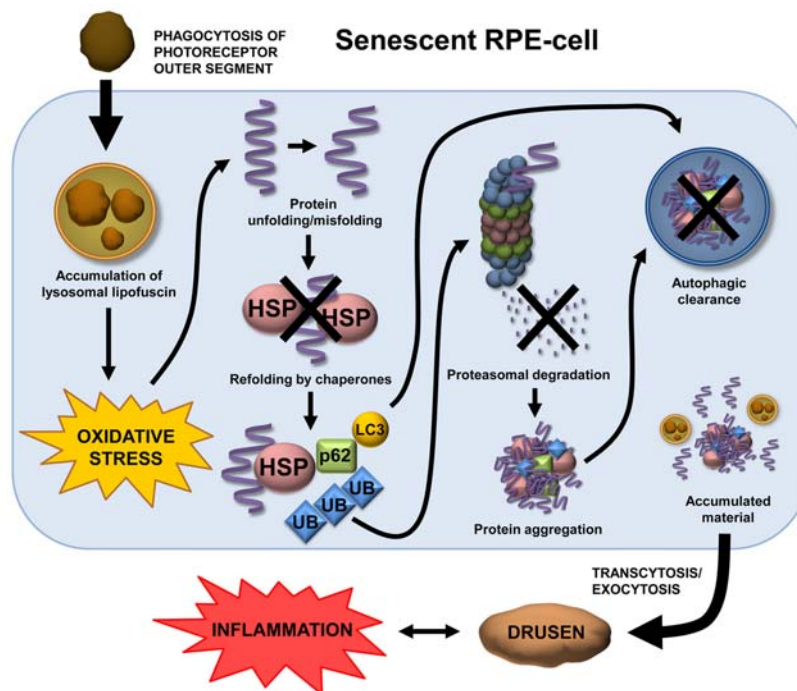 PHAGOCYTOSIS OF
PHOTORECEPTOR
OUTER SEGMENT
Senescent RPE-cell
Accumulation of
lysosomal lipofuscin
OXIDATIVE
STRESS
Protein
unfolding/misfolding
HSP
HSP
Refolding by chaperones
HSP
p62
LC3
UB
UB
UB
Proteasomal degradation
Protein aggregation
Autophagic
clearance
Accumulated
material
TRANSCYTOSIS/
EXOCYTOSIS
DRUSEN
INFLAMMATION